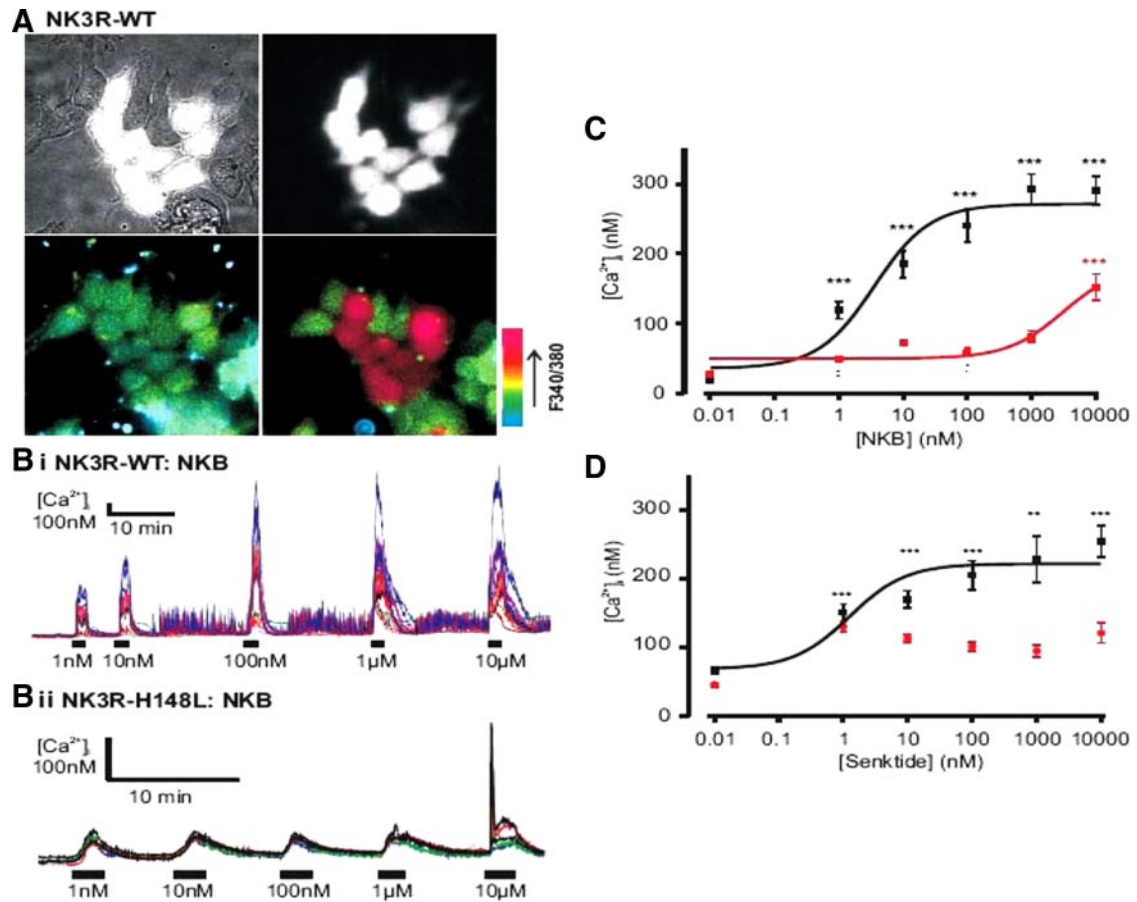 A NK3R-WT
F340/380
B i NK3R-WT: NKB
[Ca²⁺]ᵢ
100nM
10 min
1nM 10nM 100nM 1µM 10µM
B ii NK3R-H148L: NKB
[Ca²⁺]ᵢ
100nM
10 min
1nM 10nM 100nM 1µM 10µM
C
[Ca²⁺]ᵢ (nM)
300
200
100
0
*** *** *** *** ***
***
0.01 0.1 1 10 100 1000 10000
[NKB] (nM)
D
[Ca²⁺]ᵢ (nM)
300
200
100
0
*** *** *** ** ***
0.01 0.1 1 10 100 1000 10000
[Senktide] (nM)